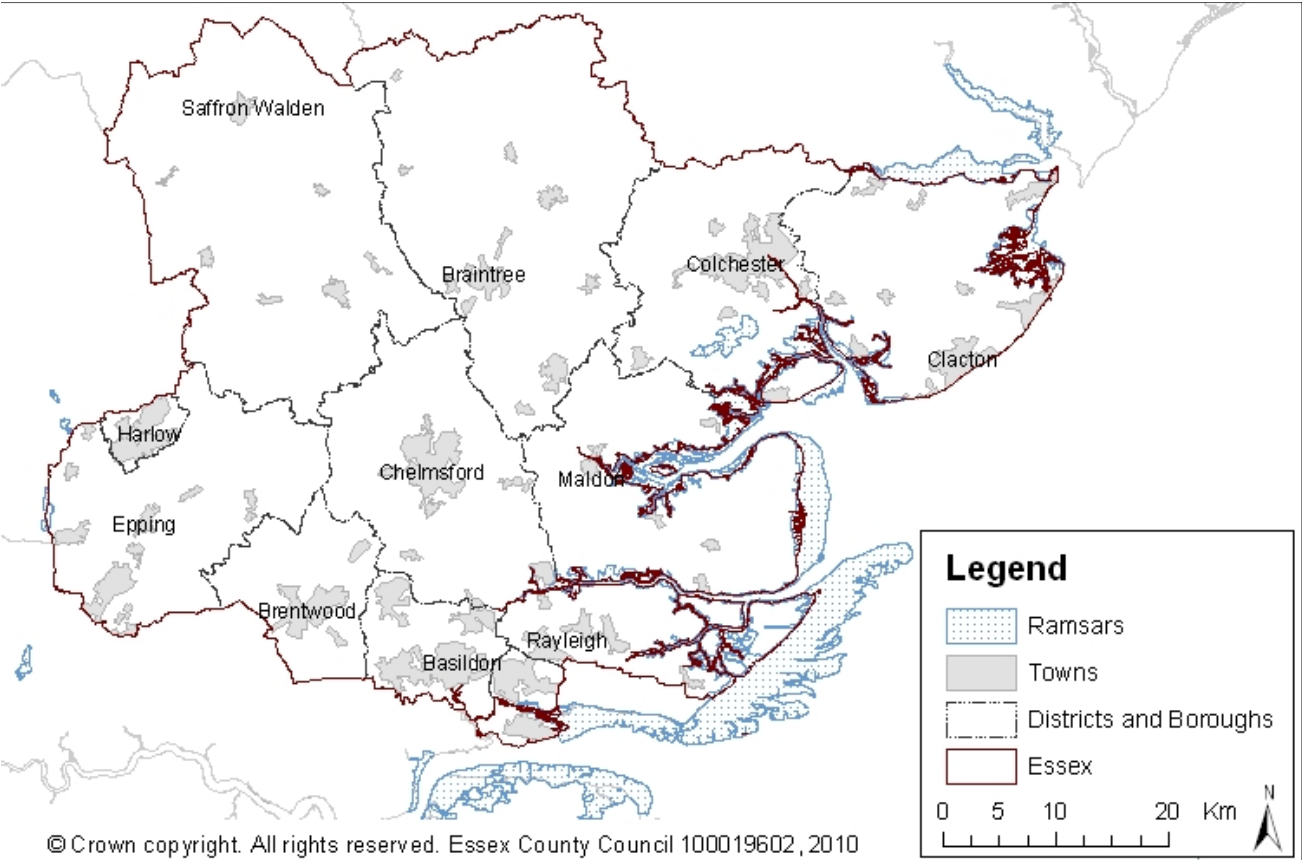 Saffron Walden
Braintree
Colchester
Clacton
Harlow
Chelmsford
Maldon
Epping
Brentwood
Rayleigh
Basildon
Legend
Ramsars
Towns
Districts and Boroughs
Essex
0 5 10 20 Km
N
© Crown copyright. All rights reserved. Essex County Council 100019602, 2010